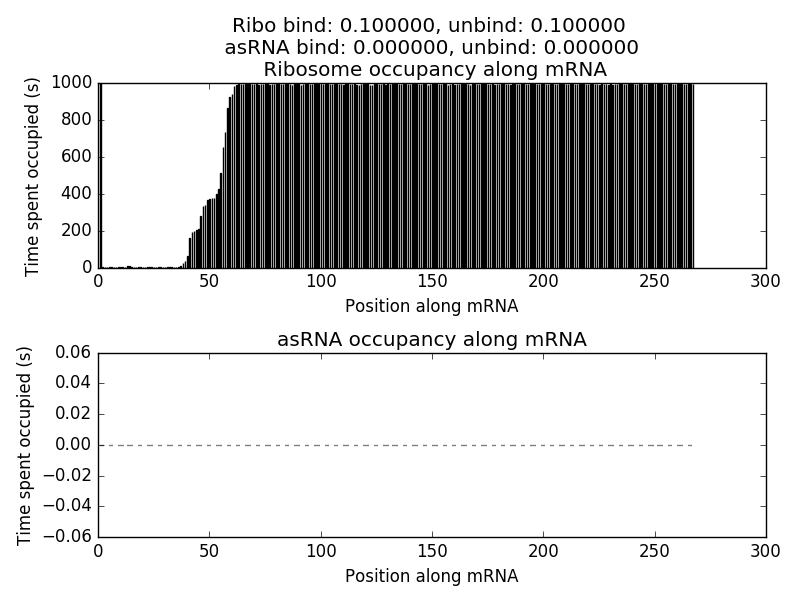 Ribo bind: 0.100000, unbind: 0.100000
asRNA bind: 0.000000, unbind: 0.000000
Ribosome occupancy along mRNA
1000
800
600
400
200
0
Time spent occupied (s)
0 50 100 150 200 250 300
Position along mRNA
asRNA occupancy along mRNA
0.06
0.04
0.02
0.00
−0.02
−0.04
−0.06
Time spent occupied (s)
0 50 100 150 200 250 300
Position along mRNA